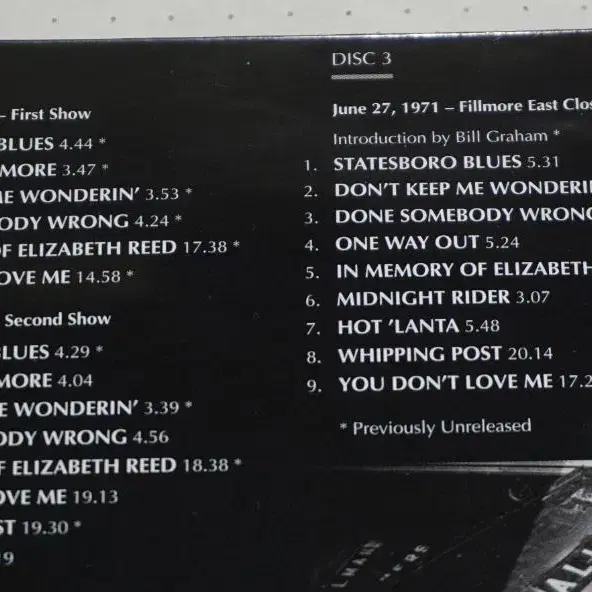 – First Show
BLUES 4.44 *
MORE 3.47 *
ME WONDERIN' 3.53 *
ODY WRONG 4.24 *
OF ELIZABETH REED 17.38 *
OVE ME 14.58 *
Second Show
LUES 4.29 *
MORE 4.04
E WONDERIN' 3.39 *
ODY WRONG 4.56
F ELIZABETH REED 18.38 *
OVE ME 19.13
ST 19.30 *
9
DISC 3
June 27, 1971 – Fillmore East Clos
Introduction by Bill Graham *
1. STATESBORO BLUES 5.31
2. DON'T KEEP ME WONDERIN
3. DONE SOMEBODY WRONG
4. ONE WAY OUT 5.24
5. IN MEMORY OF ELIZABETH
6. MIDNIGHT RIDER 3.07
7. HOT 'LANTA 5.48
8. WHIPPING POST 20.14
9. YOU DON'T LOVE ME 17.2
* Previously Unreleased